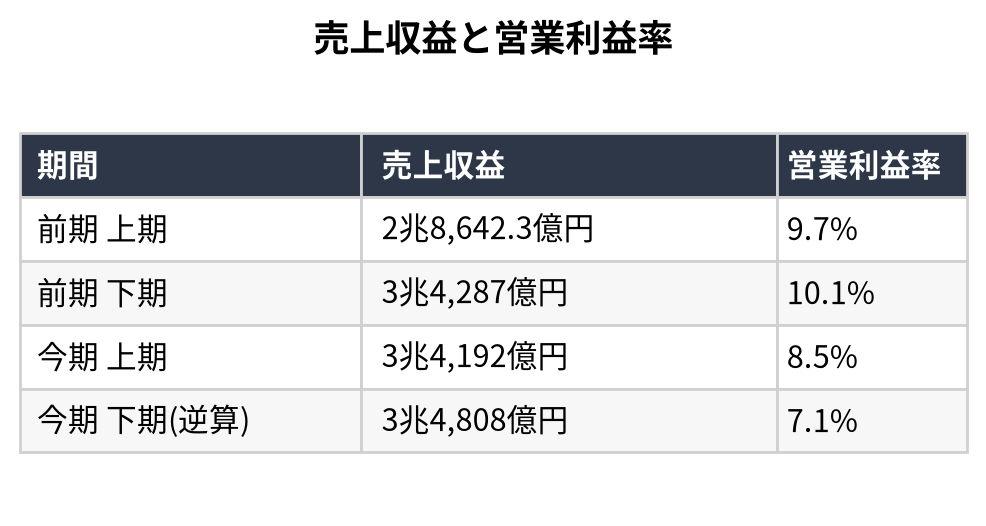 売上収益と営業利益率
期間 売上収益 営業利益率
前期 上期 2兆8,642.3億円 9.7%
前期 下期 3兆4,287億円 10.1%
今期 上期 3兆4,192億円 8.5%
今期 下期(逆算) 3兆4,808億円 7.1%